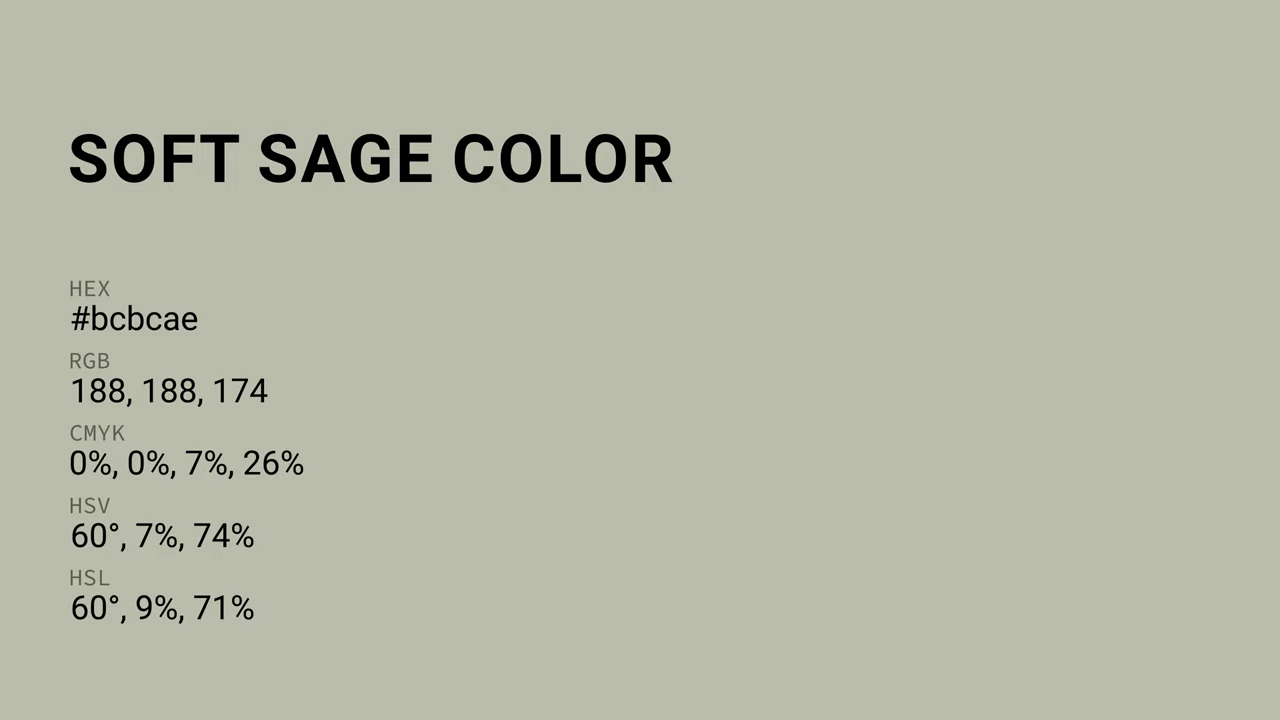 SOFT SAGE COLOR
HEX
#bcbcae
RGB
188, 188, 174
CMYK
0%, 0%, 7%, 26%
HSV
60°, 7%, 74%
HSL
60°, 9%, 71%